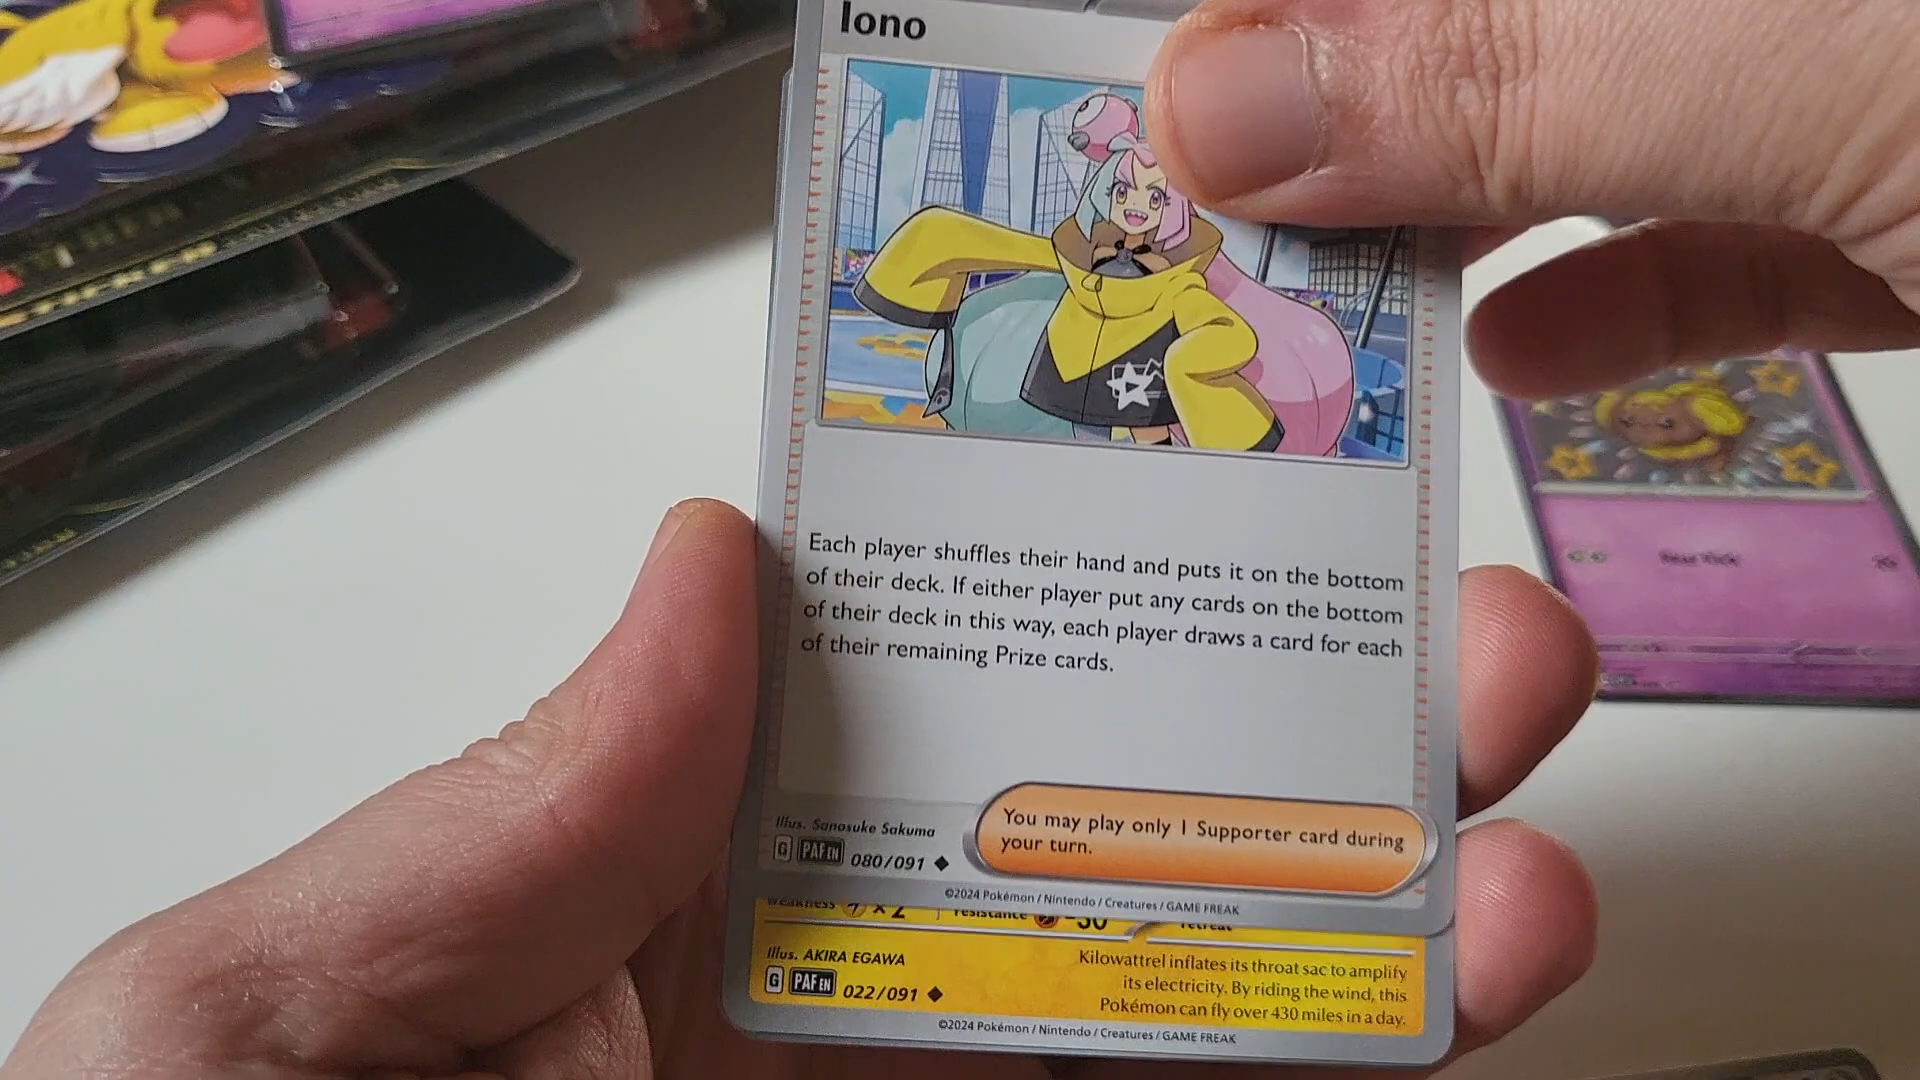 Iono
Each player shuffles their hand and puts it on the bottom
of their deck. If either player put any cards on the bottom
of their deck in this way, each player draws a card for each
of their remaining Prize cards.
You may play only 1 Supporter card during
your turn.
Illus. Sanosuke Sakuma
G PAF EN 080/091
©2024 Pokémon / Nintendo / Creatures / GAME FREAK
weakness x2 resistance -30 retreat
Illus. AKIRA EGAWA
G PAF EN 022/091
Kilowattrel inflates its throat sac to amplify
its electricity. By riding the wind, this
Pokémon can fly over 430 miles in a day.
©2024 Pokémon / Nintendo / Creatures / GAME FREAK